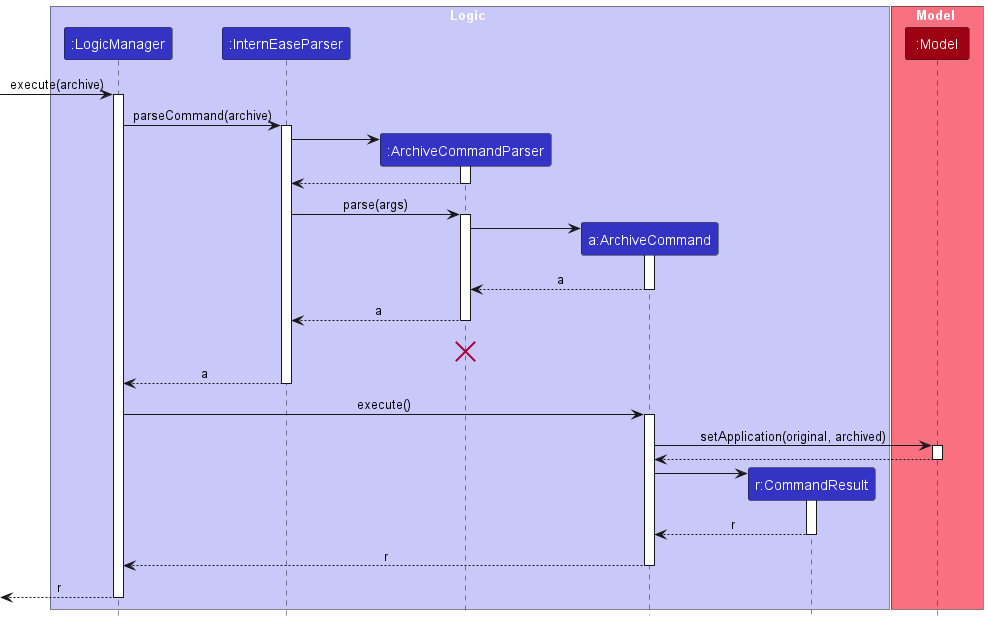 Logic
Model
:LogicManager
:InternEaseParser
:Model
execute(archive)
parseCommand(archive)
:ArchiveCommandParser
parse(args)
a:ArchiveCommand
a
a
a
execute()
setApplication(original, archived)
r:CommandResult
r
r
r